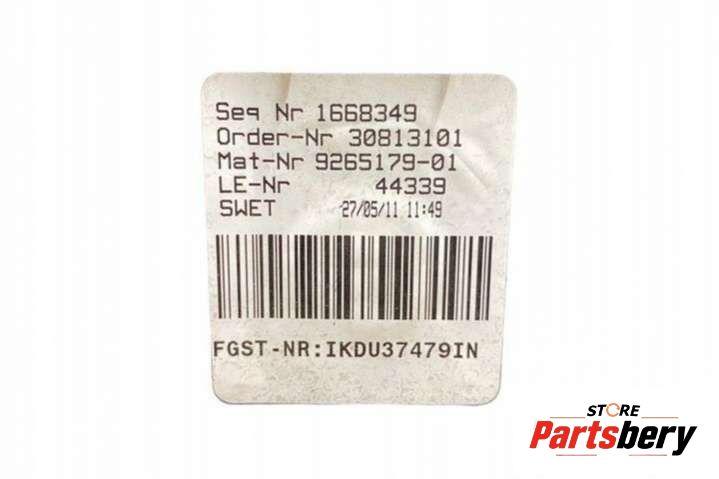 Seq Nr 1668349
Order-Nr 30813101
Mat-Nr 9265179-01
LE-Nr 44339
SWET 27/05/11 11:49
FGST-NR:IKDU37479IN
STORE
Partsbery